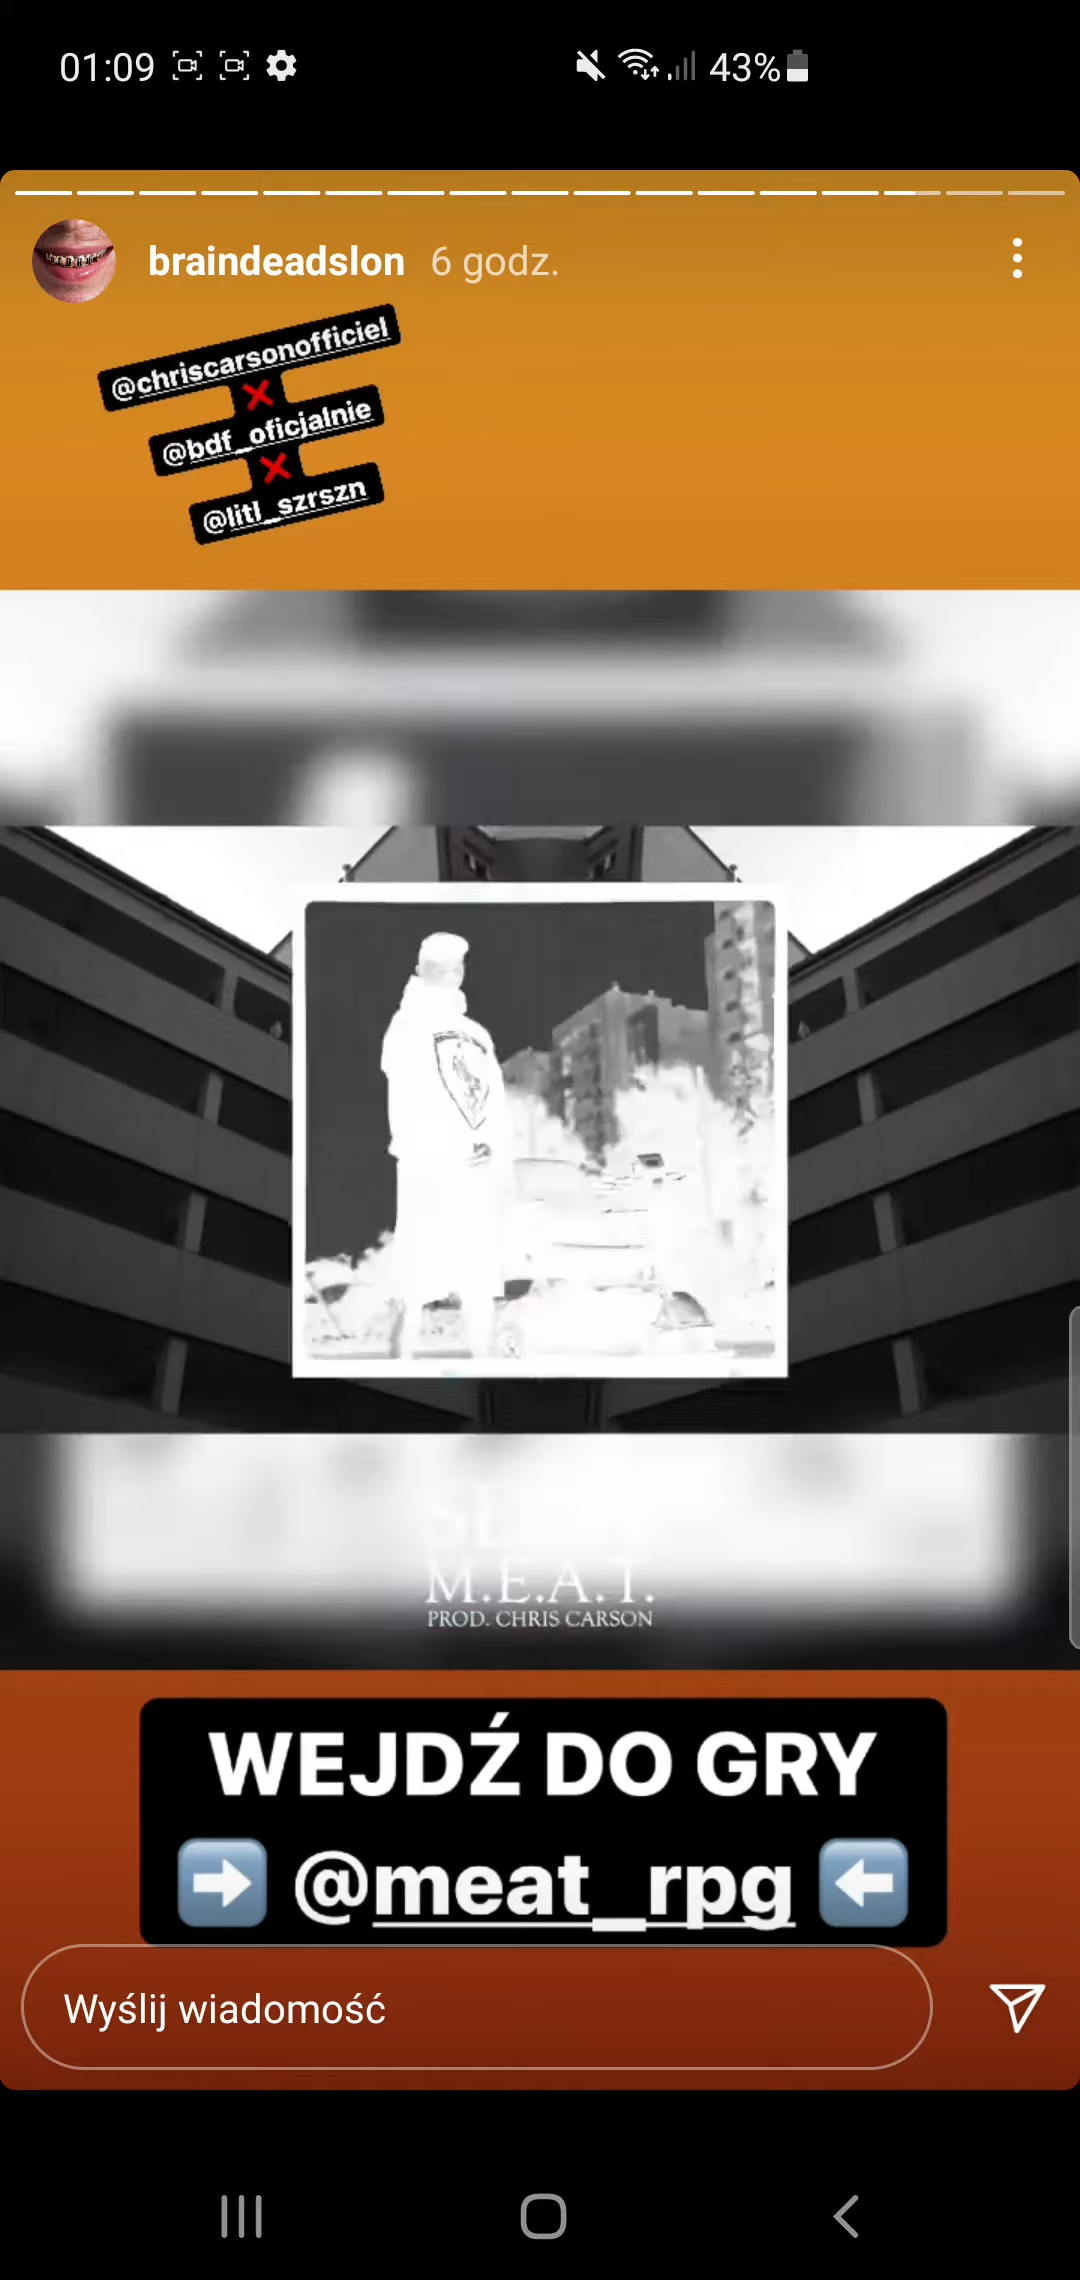 01:09
43%
braindeadslon 6 godz.
@chriscarsonofficiel
❌
@bdf_oficjalnie
❌
@litl_szrszn
M.E.A.T.
PROD. CHRIS CARSON
WEJDŹ DO GRY
➡️ @meat_rpg ⬅️
Wyślij wiadomość